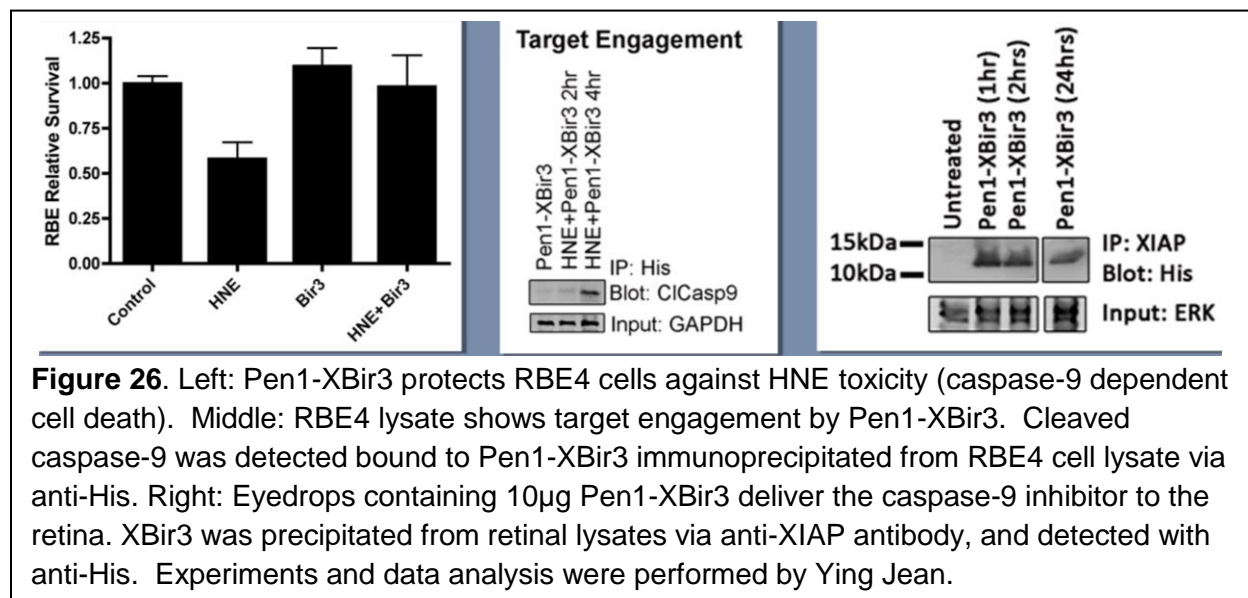 1.25
1.00
0.75
0.50
0.25
0.00
RBE Relative Survival
Control
HNE
Bir3
HNE+Bir3
Target Engagement
Pen1-XBir3
HNE+Pen1-XBir3 2hr
HNE+Pen1-XBir3 4hr
IP: His
Blot: ClCasp9
Input: GAPDH
Untreated
Pen1-XBir3 (1hr)
Pen1-XBir3 (2hrs)
Pen1-XBir3 (24hrs)
15kDa
10kDa
IP: XIAP
Blot: His
Input: ERK
Figure 26. Left: Pen1-XBir3 protects RBE4 cells against HNE toxicity (caspase-9 dependent
cell death). Middle: RBE4 lysate shows target engagement by Pen1-XBir3. Cleaved
caspase-9 was detected bound to Pen1-XBir3 immunoprecipitated from RBE4 cell lysate via
anti-His. Right: Eyedrops containing 10µg Pen1-XBir3 deliver the caspase-9 inhibitor to the
retina. XBir3 was precipitated from retinal lysates via anti-XIAP antibody, and detected with
anti-His. Experiments and data analysis were performed by Ying Jean.